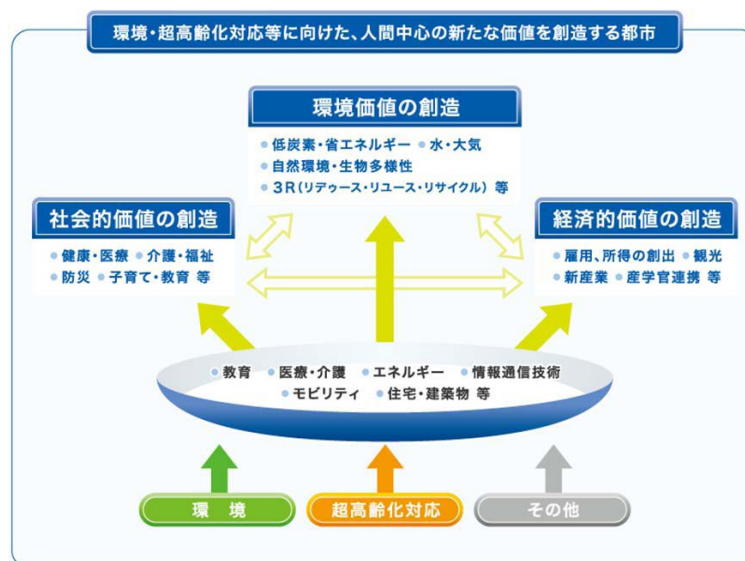 環境・超高齢化対応等に向けた、人間中心の新たな価値を創造する都市
環境価値の創造
低炭素・省エネルギー 水・大気
自然環境・生物多様性
3R(リデゥース・リユース・リサイクル) 等
社会的価値の創造
健康・医療 介護・福祉
防災 子育て・教育 等
経済的価値の創造
雇用、所得の創出 観光
新産業 産学官連携 等
教育 医療・介護 エネルギー 情報通信技術
モビリティ 住宅・建築物 等
環 境
超高齢化対応
その他